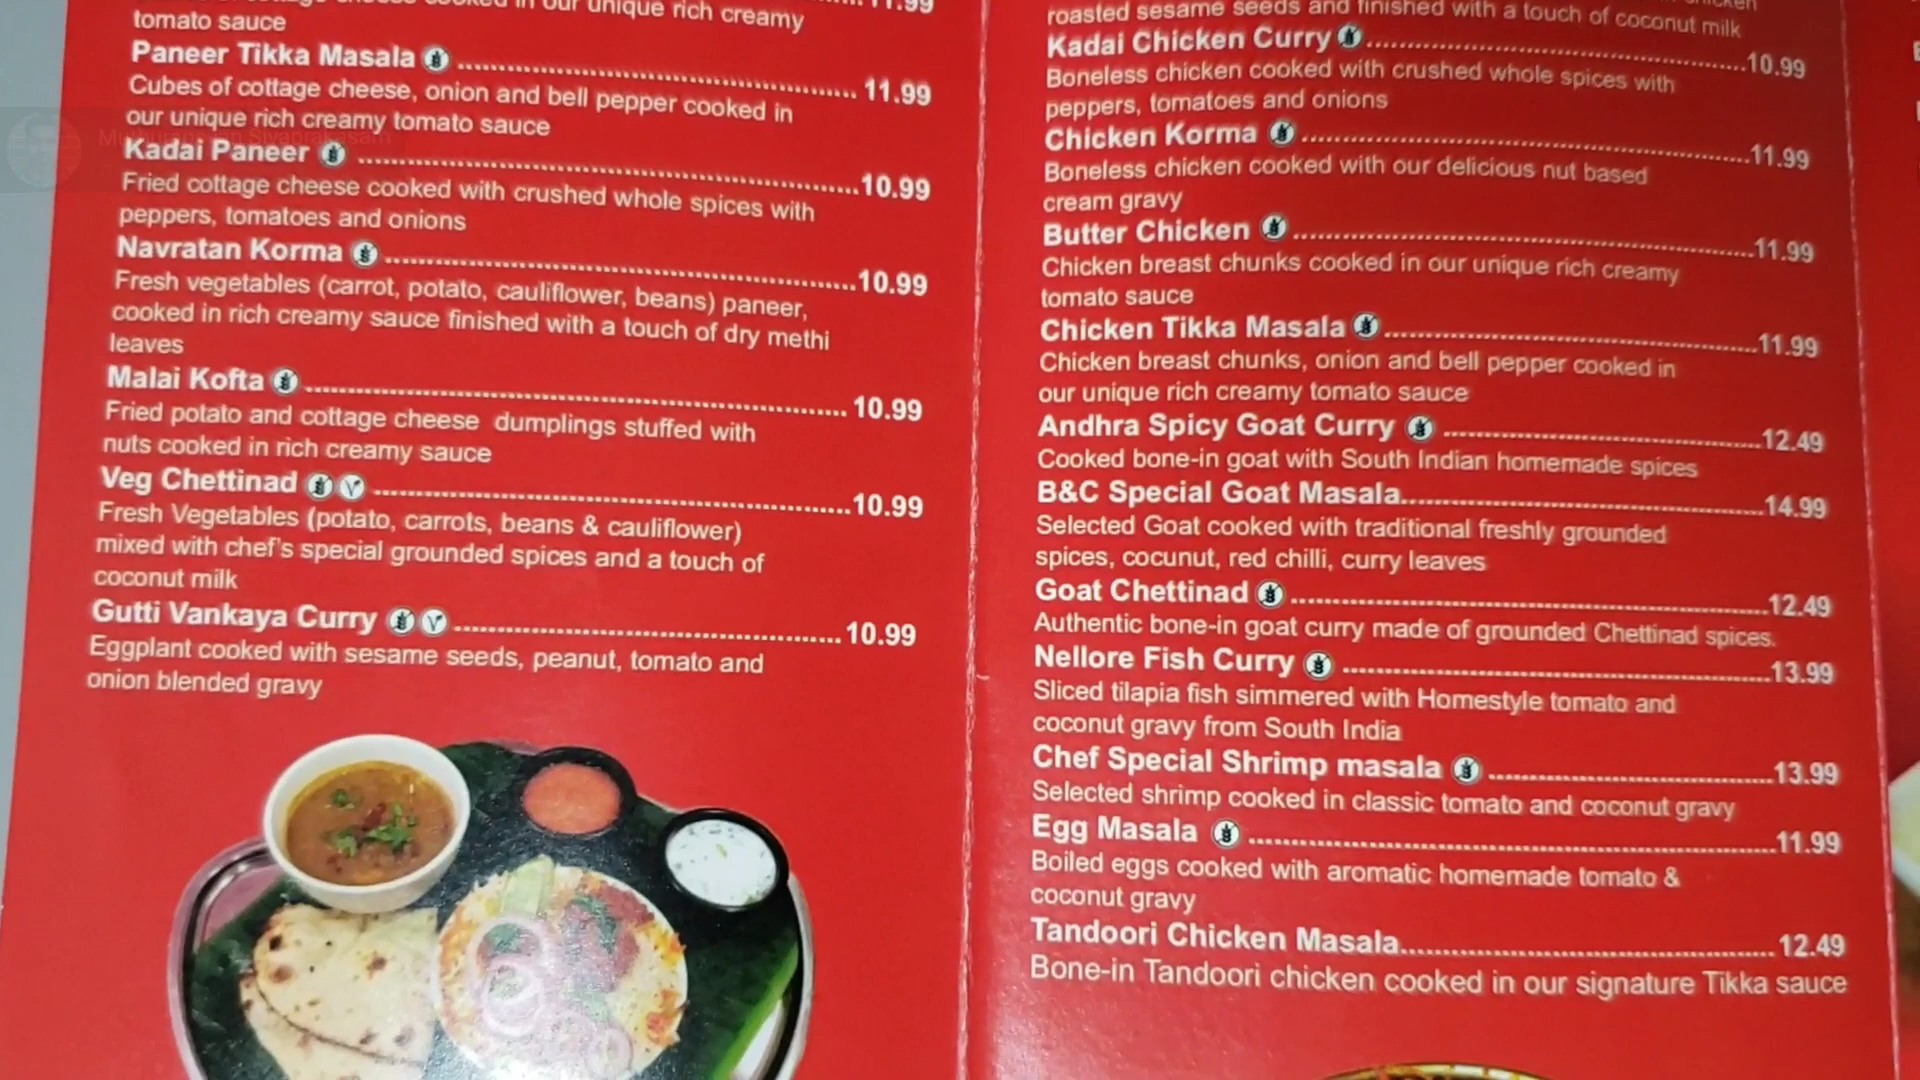 cooked in our unique rich creamy
11.99
tomato sauce
Paneer Tikka Masala ........ 11.99
Cubes of cottage cheese, onion and bell pepper cooked in
our unique rich creamy tomato sauce
Kadai Paneer ........ 10.99
Fried cottage cheese cooked with crushed whole spices with
peppers, tomatoes and onions
Navratan Korma ........ 10.99
Fresh vegetables (carrot, potato, cauliflower, beans) paneer,
cooked in rich creamy sauce finished with a touch of dry methi
leaves
Malai Kofta ........ 10.99
Fried potato and cottage cheese dumplings stuffed with
nuts cooked in rich creamy sauce
Veg Chettinad ........ 10.99
Fresh Vegetables (potato, carrots, beans & cauliflower)
mixed with chef's special grounded spices and a touch of
coconut milk
Gutti Vankaya Curry ........ 10.99
Eggplant cooked with sesame seeds, peanut, tomato and
onion blended gravy
roasted sesame seeds and finished with a touch of coconut milk
Kadai Chicken Curry ........ 10.99
Boneless chicken cooked with crushed whole spices with
peppers, tomatoes and onions
Chicken Korma ........ 11.99
Boneless chicken cooked with our delicious nut based
cream gravy
Butter Chicken ........ 11.99
Chicken breast chunks cooked in our unique rich creamy
tomato sauce
Chicken Tikka Masala ........ 11.99
Chicken breast chunks, onion and bell pepper cooked in
our unique rich creamy tomato sauce
Andhra Spicy Goat Curry ........ 12.49
Cooked bone-in goat with South Indian homemade spices
B&C Special Goat Masala ........ 14.99
Selected Goat cooked with traditional freshly grounded
spices, cocunut, red chilli, curry leaves
Goat Chettinad ........ 12.49
Authentic bone-in goat curry made of grounded Chettinad spices.
Nellore Fish Curry ........ 13.99
Sliced tilapia fish simmered with Homestyle tomato and
coconut gravy from South India
Chef Special Shrimp masala ........ 13.99
Selected shrimp cooked in classic tomato and coconut gravy
Egg Masala ........ 11.99
Boiled eggs cooked with aromatic homemade tomato &
coconut gravy
Tandoori Chicken Masala ........ 12.49
Bone-in Tandoori chicken cooked in our signature Tikka sauce